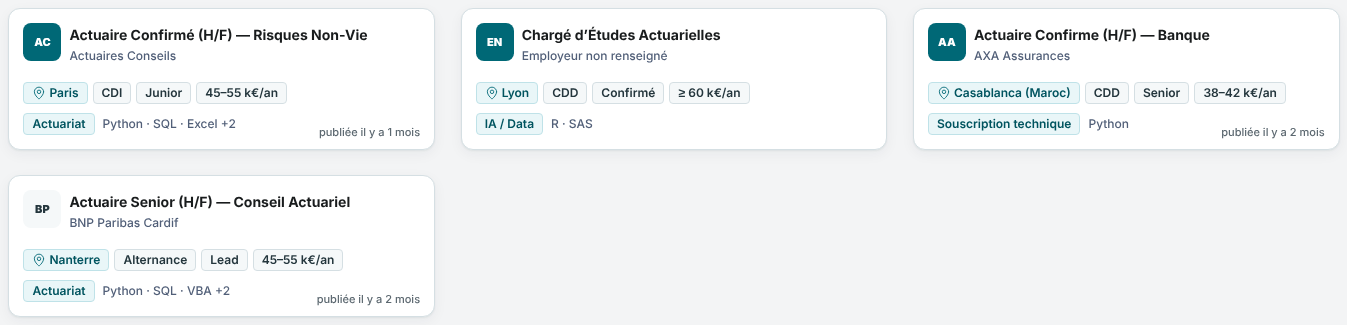 AC
Actuaire Confirmé (H/F) — Risques Non-Vie
Actuaires Conseils
Paris CDI Junior 45–55 k€/an
Actuariat Python · SQL · Excel +2
publiée il y a 1 mois
EN
Chargé d’Études Actuarielles
Employeur non renseigné
Lyon CDD Confirmé ≥ 60 k€/an
IA / Data R · SAS
AA
Actuaire Confirme (H/F) — Banque
AXA Assurances
Casablanca (Maroc) CDD Senior 38–42 k€/an
Souscription technique Python
publiée il y a 2 mois
BP
Actuaire Senior (H/F) — Conseil Actuariel
BNP Paribas Cardif
Nanterre Alternance Lead 45–55 k€/an
Actuariat Python · SQL · VBA +2
publiée il y a 2 mois